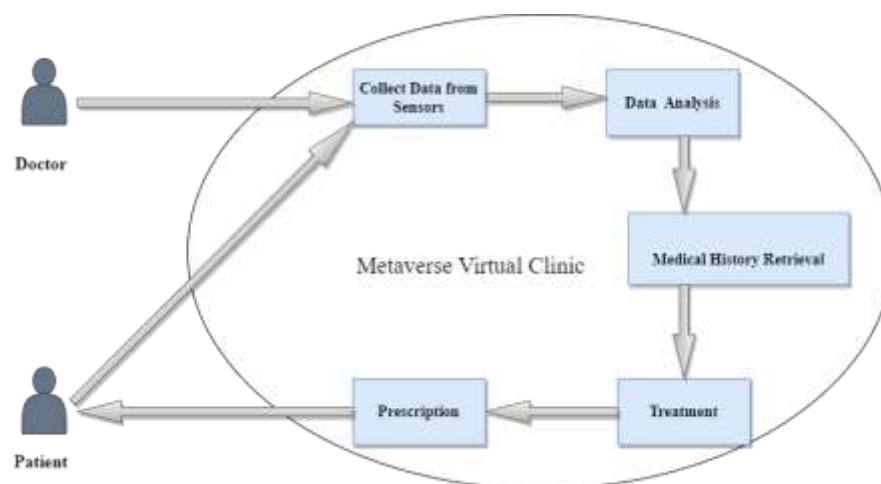 Collect Data from
Sensors
Data Analysis
Doctor
Medical History Retrieval
Metaverse Virtual Clinic
Prescription
Treatment
Patient